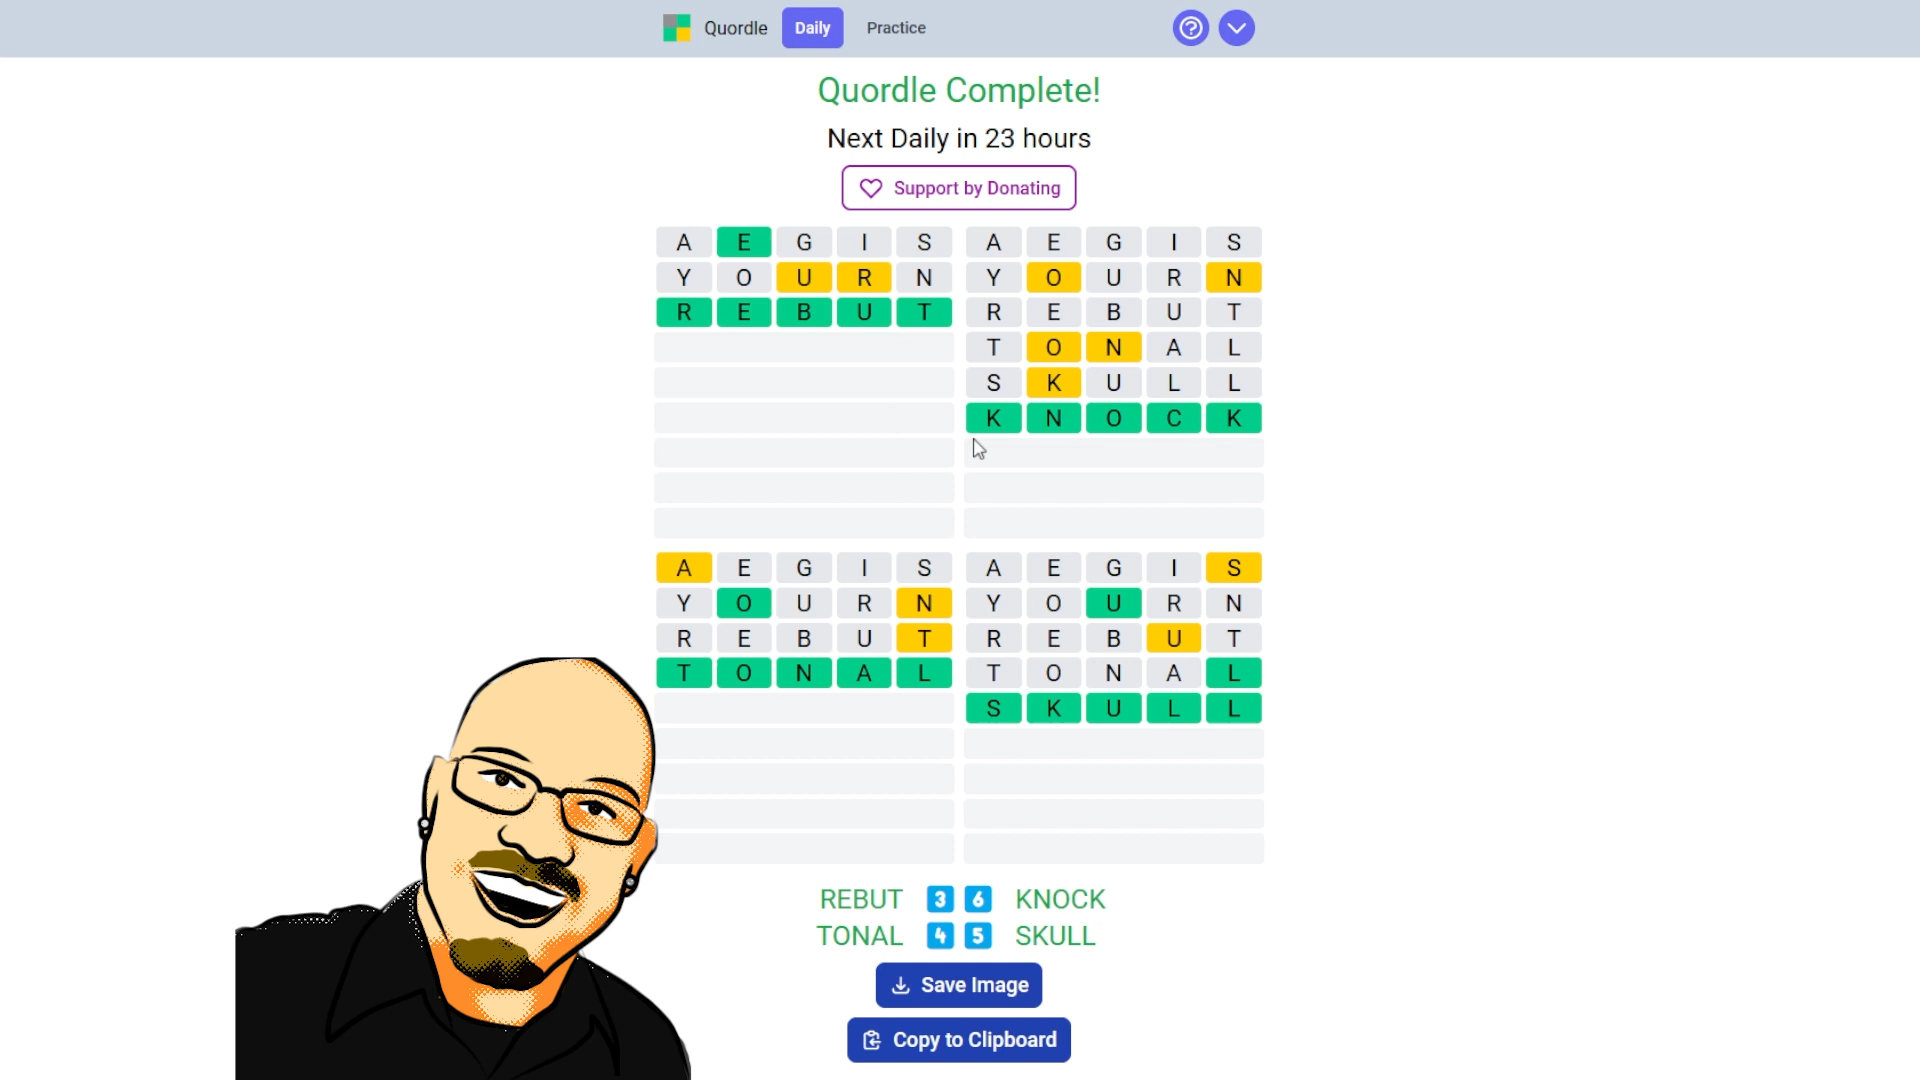 Quordle Daily Practice
Quordle Complete!
Next Daily in 23 hours
Support by Donating
A E G I S A E G I S
Y O U R N Y O U R N
R E B U T R E B U T
T O N A L
S K U L L
K N O C K
A E G I S A E G I S
Y O U R N Y O U R N
R E B U T R E B U T
T O N A L T O N A L
S K U L L
REBUT 3 6 KNOCK
TONAL 4 5 SKULL
Save Image
Copy to Clipboard